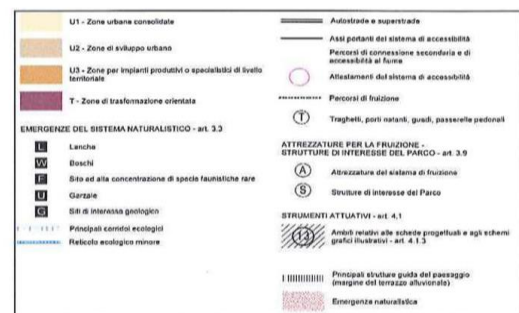 U1 - Zone urbane consolidate
U2 - Zone di sviluppo urbano
U3 - Zone per impianti produttivi o specialistici di livello
territoriale
T - Zone di trasformazione orientata
EMERGENZE DEL SISTEMA NATURALISTICO - art. 3.3
L Lanche
W Boschi
F Sito ad alta concentrazione di specie faunistiche rare
U Garzaie
G Siti di interesse geologico
Principali corridoi ecologici
Reticolo ecologico minore
Autostrade e superstrade
Assi portanti del sistema di accessibilità
Percorsi di connessione secondaria e di
accessibilità al fiume
Attestamenti del sistema di accessibilità
Percorsi di fruizione
T Traghetti, porti natanti, guadi, passerelle pedonali
ATTREZZATURE PER LA FRUIZIONE -
STRUTTURE DI INTERESSE DEL PARCO - art. 3.9
A Attrezzature del sistema di fruizione
S Strutture di interesse del Parco
STRUMENTI ATTUATIVI - art. 4.1
13 Ambiti relativi alle schede progettuali e agli schemi
grafici illustrativi - art. 4.1.3
Principali strutture guida del paesaggio
(margine del terrazzo alluvionale)
Emergenze naturalistica